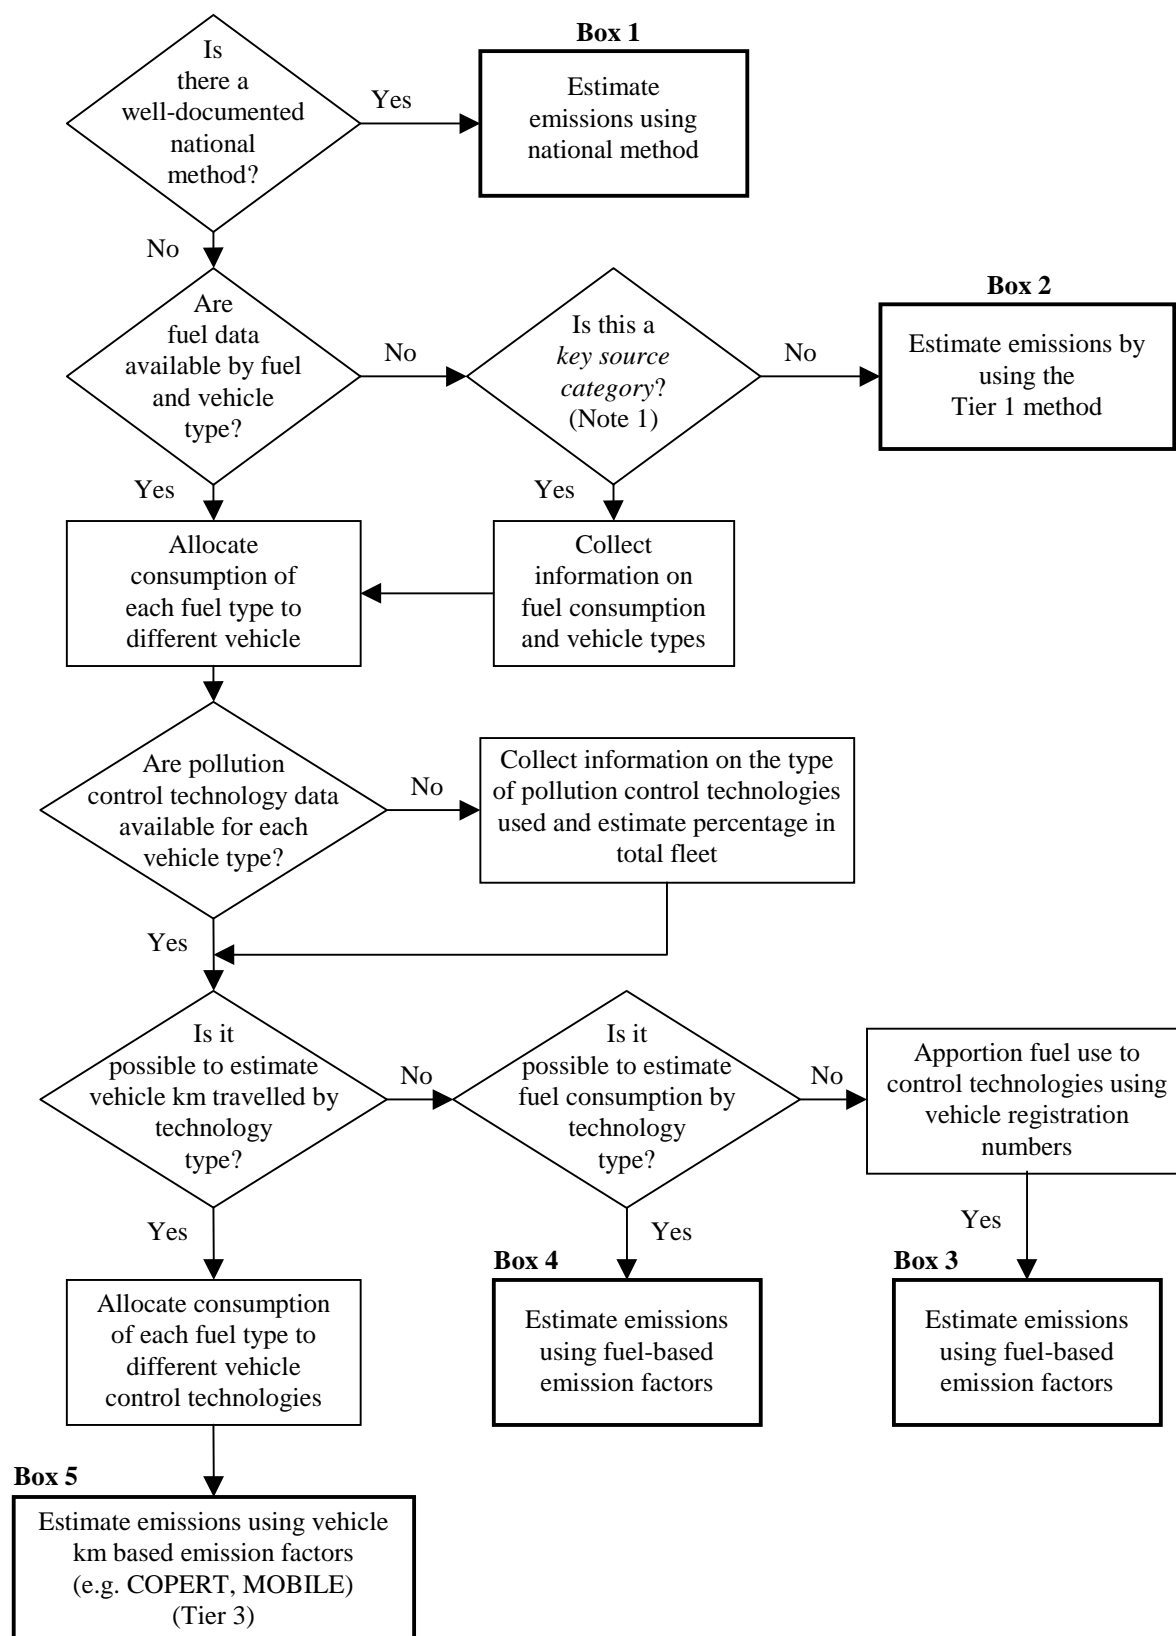 Box 1
Is
there a
well-documented
national
method?
Yes
Estimate
emissions using
national method
No
Box 2
Are
fuel data
available by fuel
and vehicle
type?
No
Is this a
key source
category?
(Note 1)
No
Estimate emissions by
using the
Tier 1 method
Yes
Yes
Allocate
consumption of
each fuel type to
different vehicle
Collect
information on
fuel consumption
and vehicle types
Are pollution
control technology data
available for each
vehicle type?
No
Collect information on the type
of pollution control technologies
used and estimate percentage in
total fleet
Yes
Is it
possible to estimate
vehicle km travelled by
technology
type?
No
Is it
possible to estimate
fuel consumption by
technology
type?
No
Apportion fuel use to
control technologies using
vehicle registration
numbers
Yes
Yes
Yes
Box 4
Box 3
Allocate consumption
of each fuel type to
different vehicle
control technologies
Estimate emissions
using fuel-based
emission factors
Estimate emissions
using fuel-based
emission factors
Box 5
Estimate emissions using vehicle
km based emission factors
(e.g. COPERT, MOBILE)
(Tier 3)